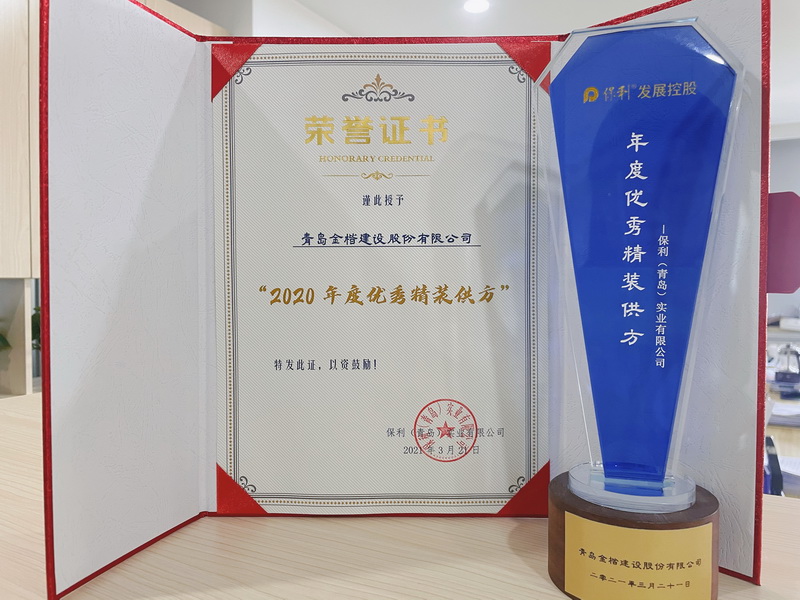 荣誉证书
HONORARY CREDENTIAL
谨此授予
青岛金楷建设股份有限公司
“2020 年度优秀精装供方”
特发此证，以资鼓励！
保利（青岛）实业有限公司
2021年3月21日
保利 发展控股
年度优秀精装供方
—保利（青岛）实业有限公司
青岛金楷建设股份有限公司
二零二一年三月二十一日